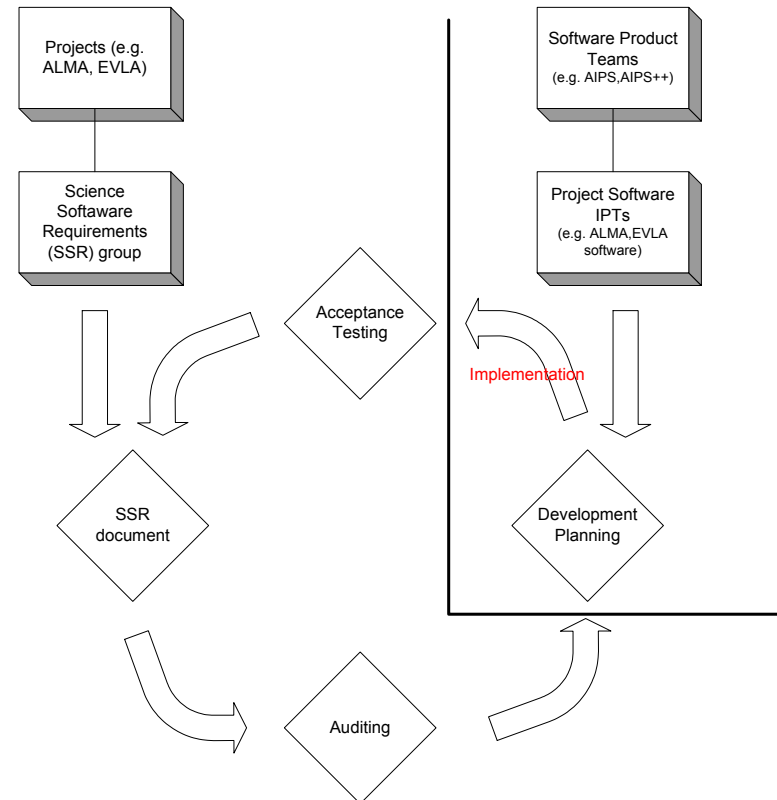 Projects (e.g.
ALMA, EVLA)
Software Product
Teams
(e.g. AIPS,AIPS++)
Science
Softaware
Requirements
(SSR) group
Project Software
IPTs
(e.g. ALMA,EVLA
software)
Acceptance
Testing
Implementation
SSR
document
Development
Planning
Auditing